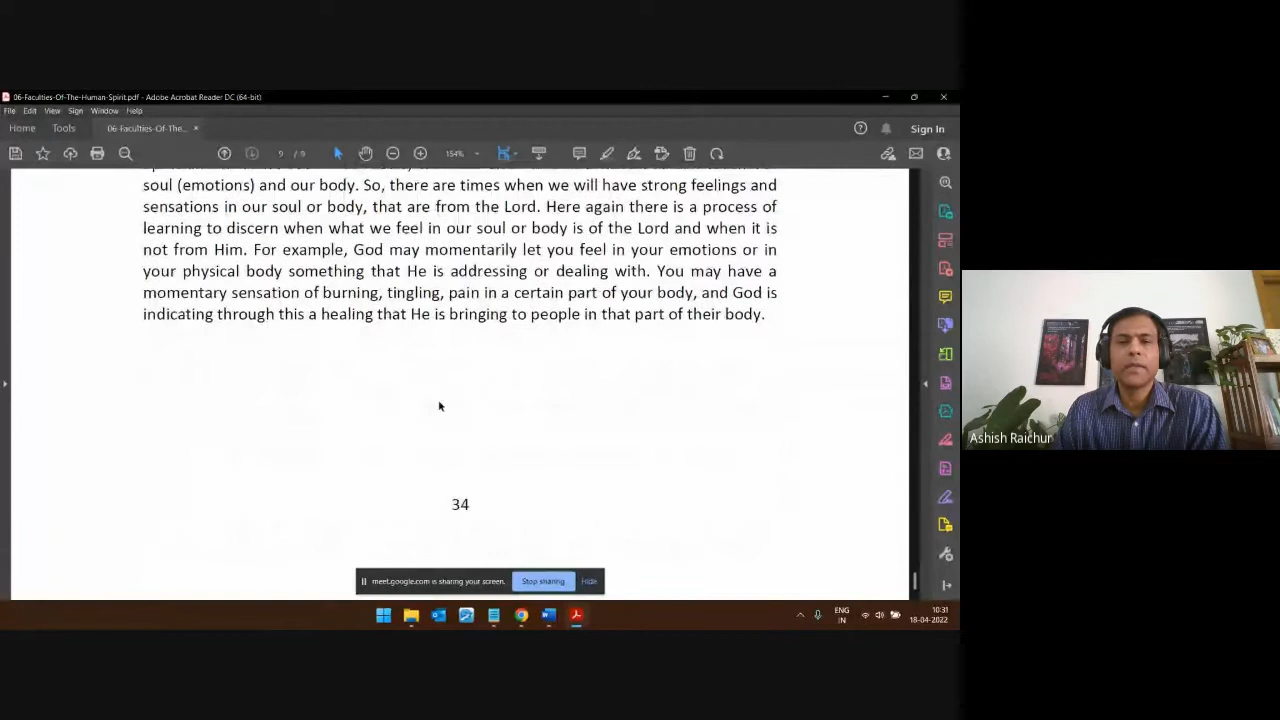 06-Faculties-Of-The-Human-Spirit.pdf - Adobe Acrobat Reader DC (64-bit)
File Edit View Sign Window Help
Home Tools 06-Faculties-Of-The... × Sign In
9 / 9 154%
soul (emotions) and our body. So, there are times when we will have strong feelings and
sensations in our soul or body, that are from the Lord. Here again there is a process of
learning to discern when what we feel in our soul or body is of the Lord and when it is
not from Him. For example, God may momentarily let you feel in your emotions or in
your physical body something that He is addressing or dealing with. You may have a
momentary sensation of burning, tingling, pain in a certain part of your body, and God is
indicating through this a healing that He is bringing to people in that part of their body.
34
meet.google.com is sharing your screen. Stop sharing Hide
ENG
IN
10:31
18-04-2022
Ashish Raichur